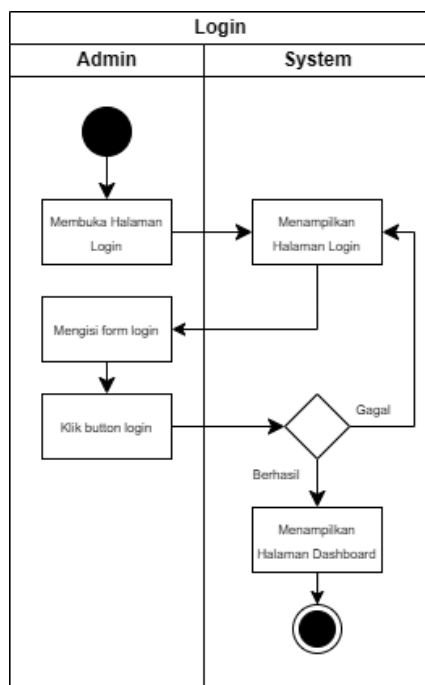 Login
Admin
System
Membuka Halaman
Login
Menampilkan
Halaman Login
Mengisi form login
Klik button login
Gagal
Berhasil
Menampilkan
Halaman Dashboard